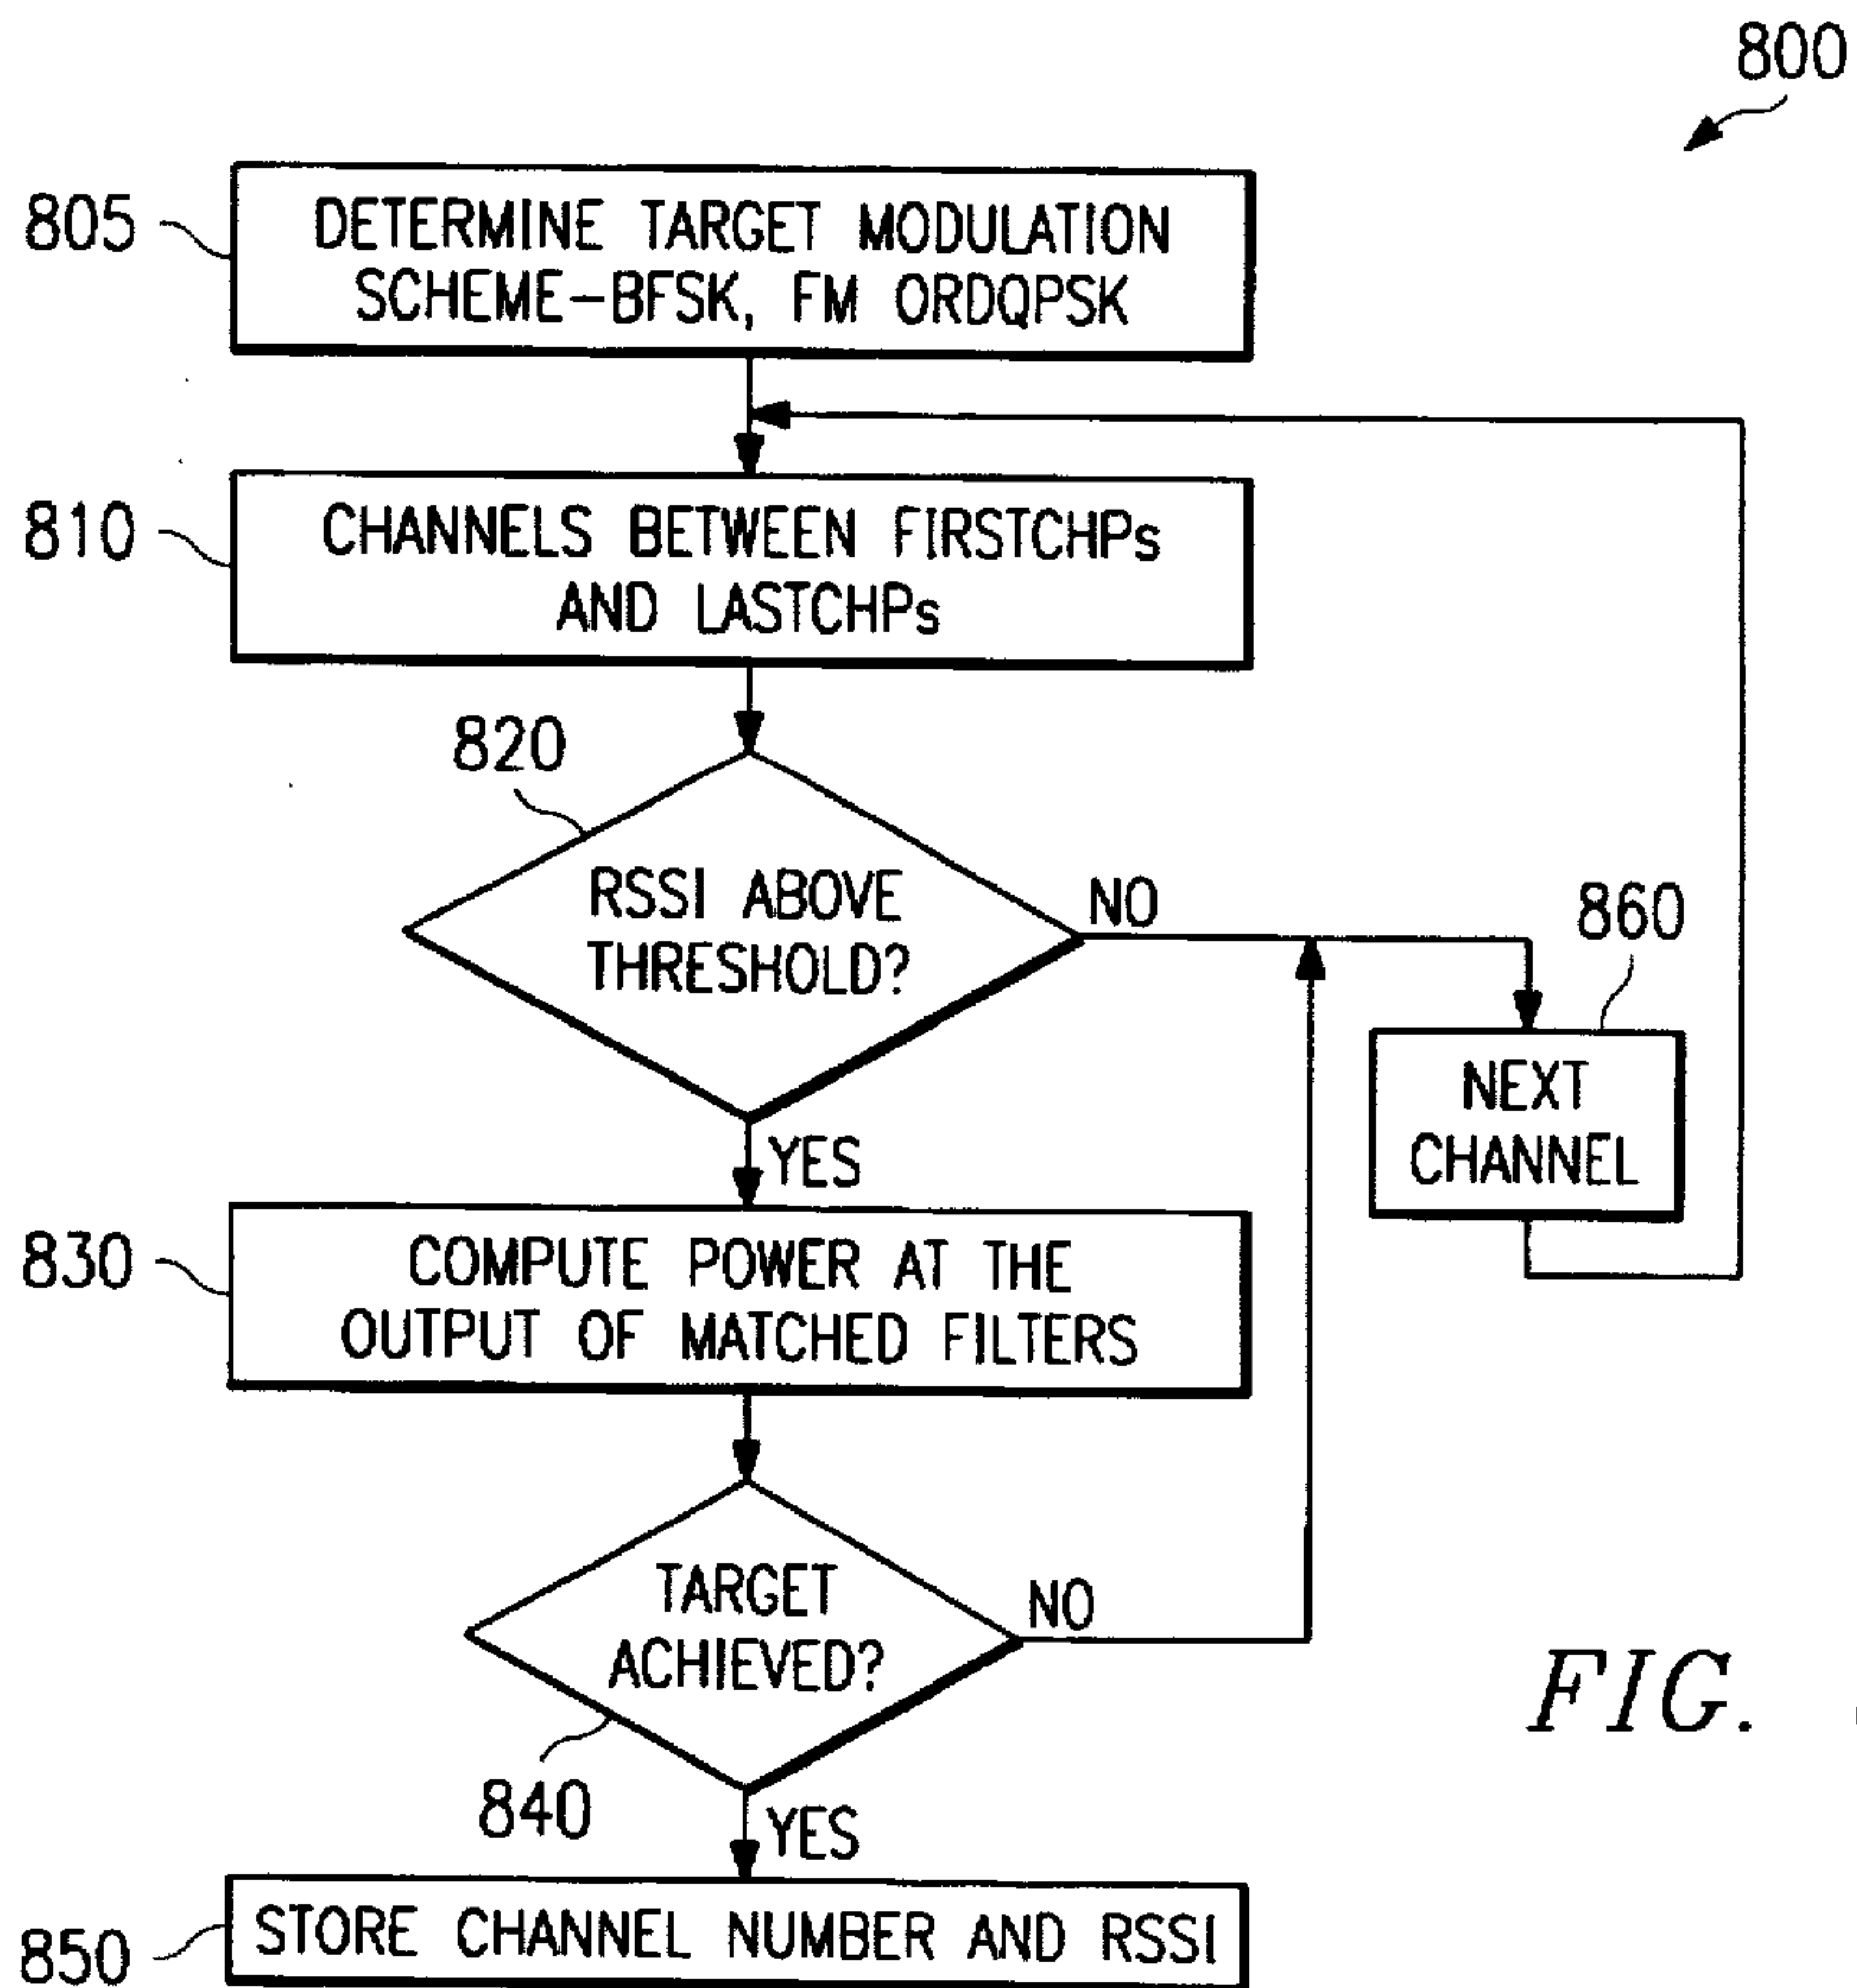 800
805
DETERMINE TARGET MODULATION
SCHEME-BFSK, FM ORDQPSK
810
CHANNELS BETWEEN FIRSTCHPs
AND LASTCHPs
820
RSSI ABOVE
THRESHOLD?
NO
860
NEXT
CHANNEL
YES
830
COMPUTE POWER AT THE
OUTPUT OF MATCHED FILTERS
TARGET
ACHIEVED?
NO
FIG.
840
YES
850
STORE CHANNEL NUMBER AND RSSI